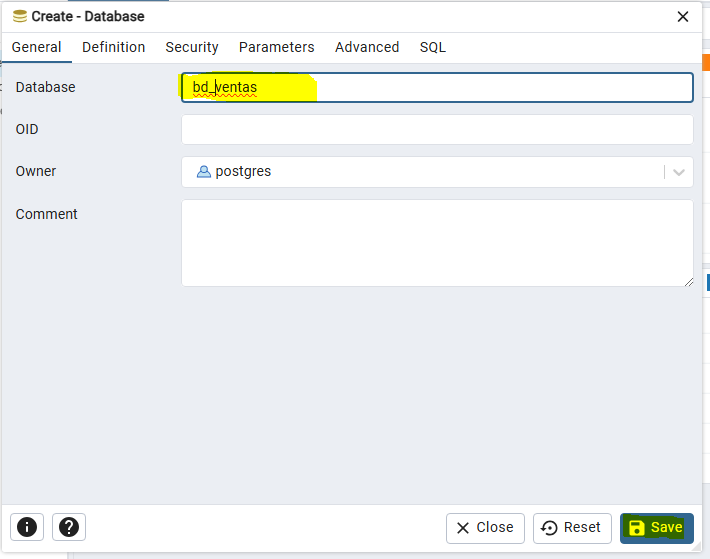 Create - Database
General Definition Security Parameters Advanced SQL
Database bd_ventas
OID
Owner postgres
Comment
Close Reset Save